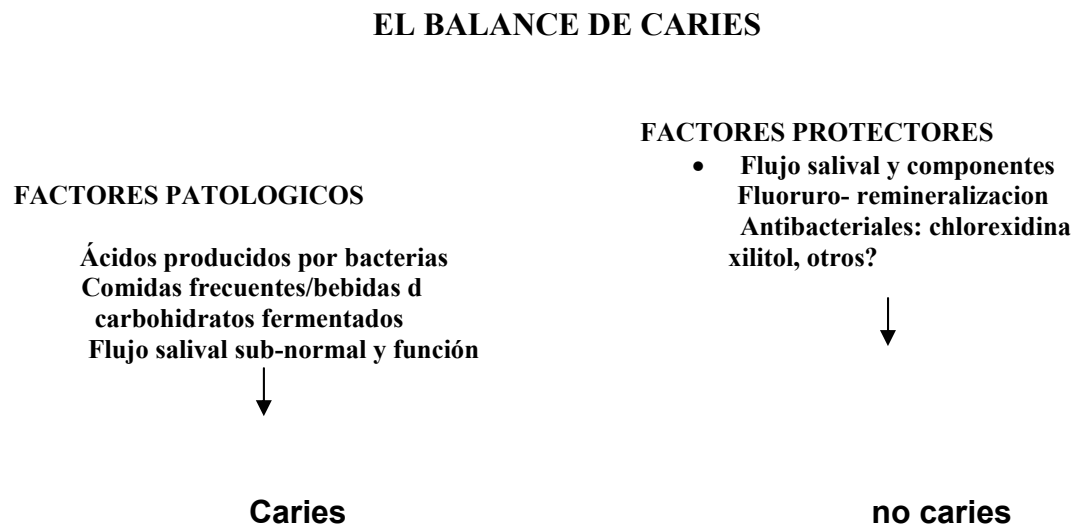 EL BALANCE DE CARIES
FACTORES PROTECTORES
• Flujo salival y componentes
Fluoruro- remineralizacion
Antibacteriales: chlorexidina
xilitol, otros?
FACTORES PATOLOGICOS
Ácidos producidos por bacterias
Comidas frecuentes/bebidas d
carbohidratos fermentados
Flujo salival sub-normal y función
Caries
no caries